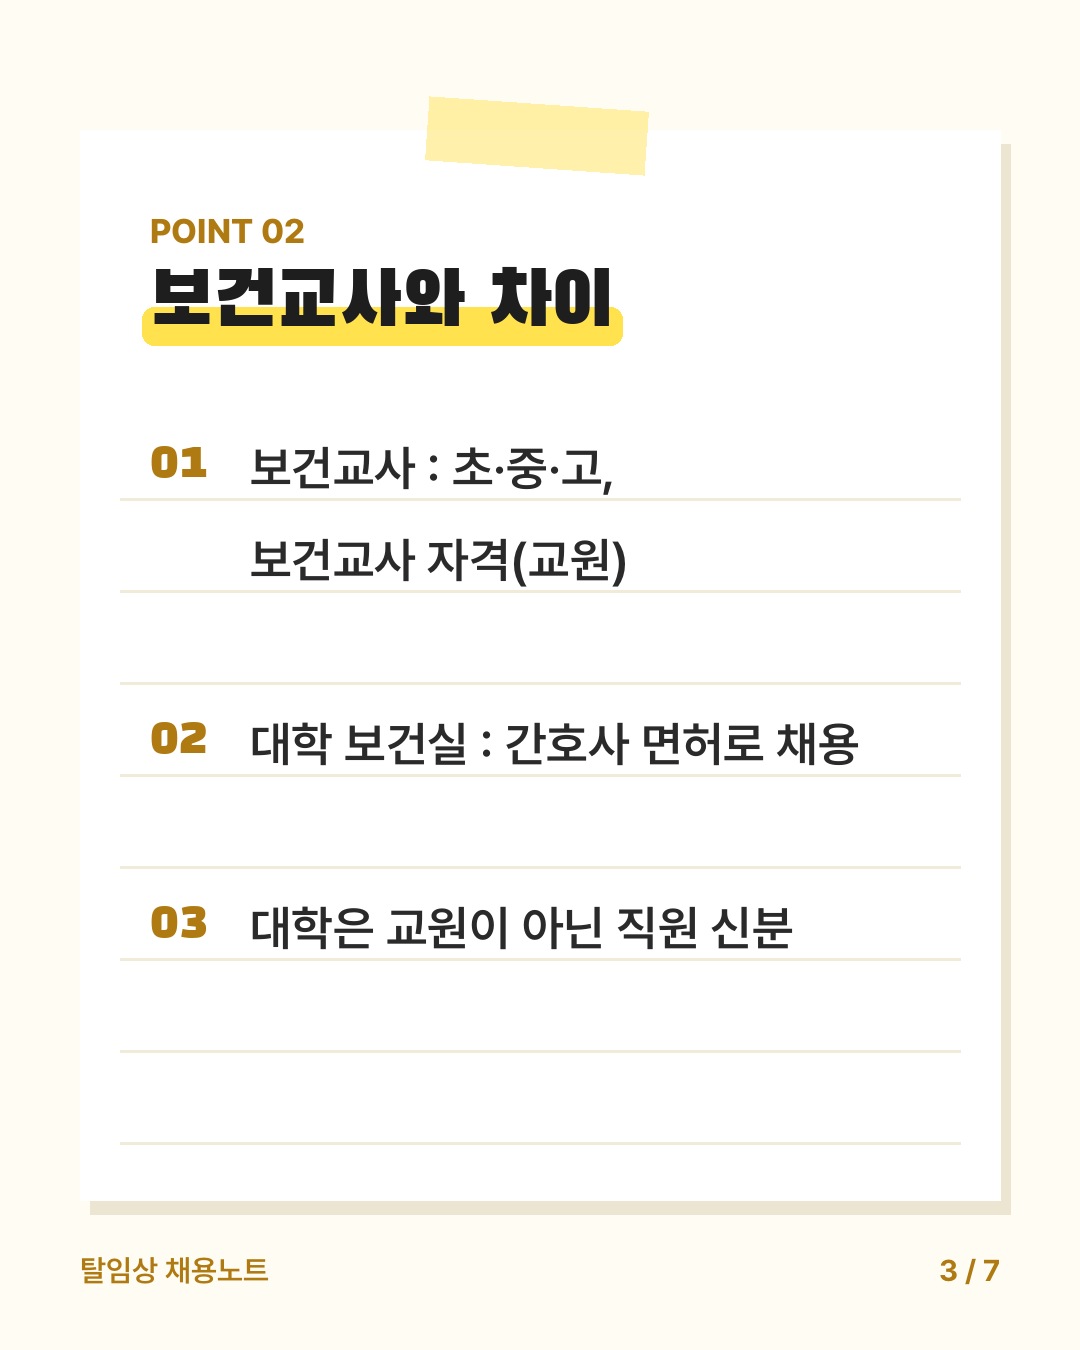 POINT 02
보건교사와 차이
01 보건교사 : 초·중·고,
보건교사 자격(교원)
02 대학 보건실 : 간호사 면허로 채용
03 대학은 교원이 아닌 직원 신분
탈임상 채용노트
3 / 7